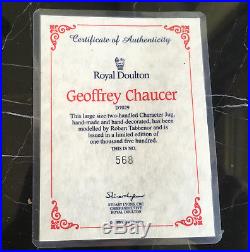 Certificate of Authenticity
Royal Doulton
Geoffrey Chaucer
D7029
This large size two-handled Character Jug,
hand-made and hand-decorated, has been
modelled by Robert Tabbenor and is
issued in a limited edition of
one thousand five hundred.
THIS IS NO.
568
STUART LYONS CBE
CHIEF EXECUTIVE
ROYAL DOULTON